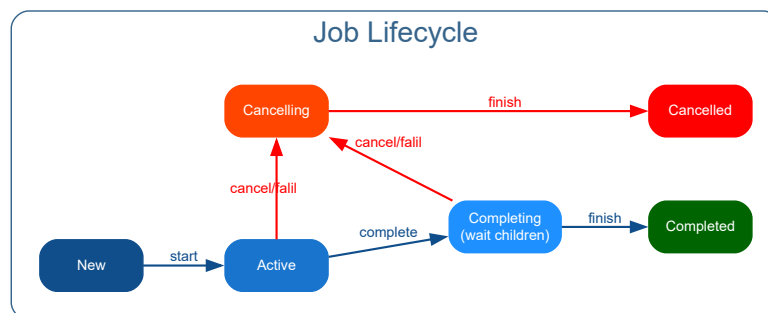 Job Lifecycle
Cancelling
finish
Cancelled
cancel/falil
cancel/falil
Completing
(wait children)
finish
Completed
complete
New
start
Active